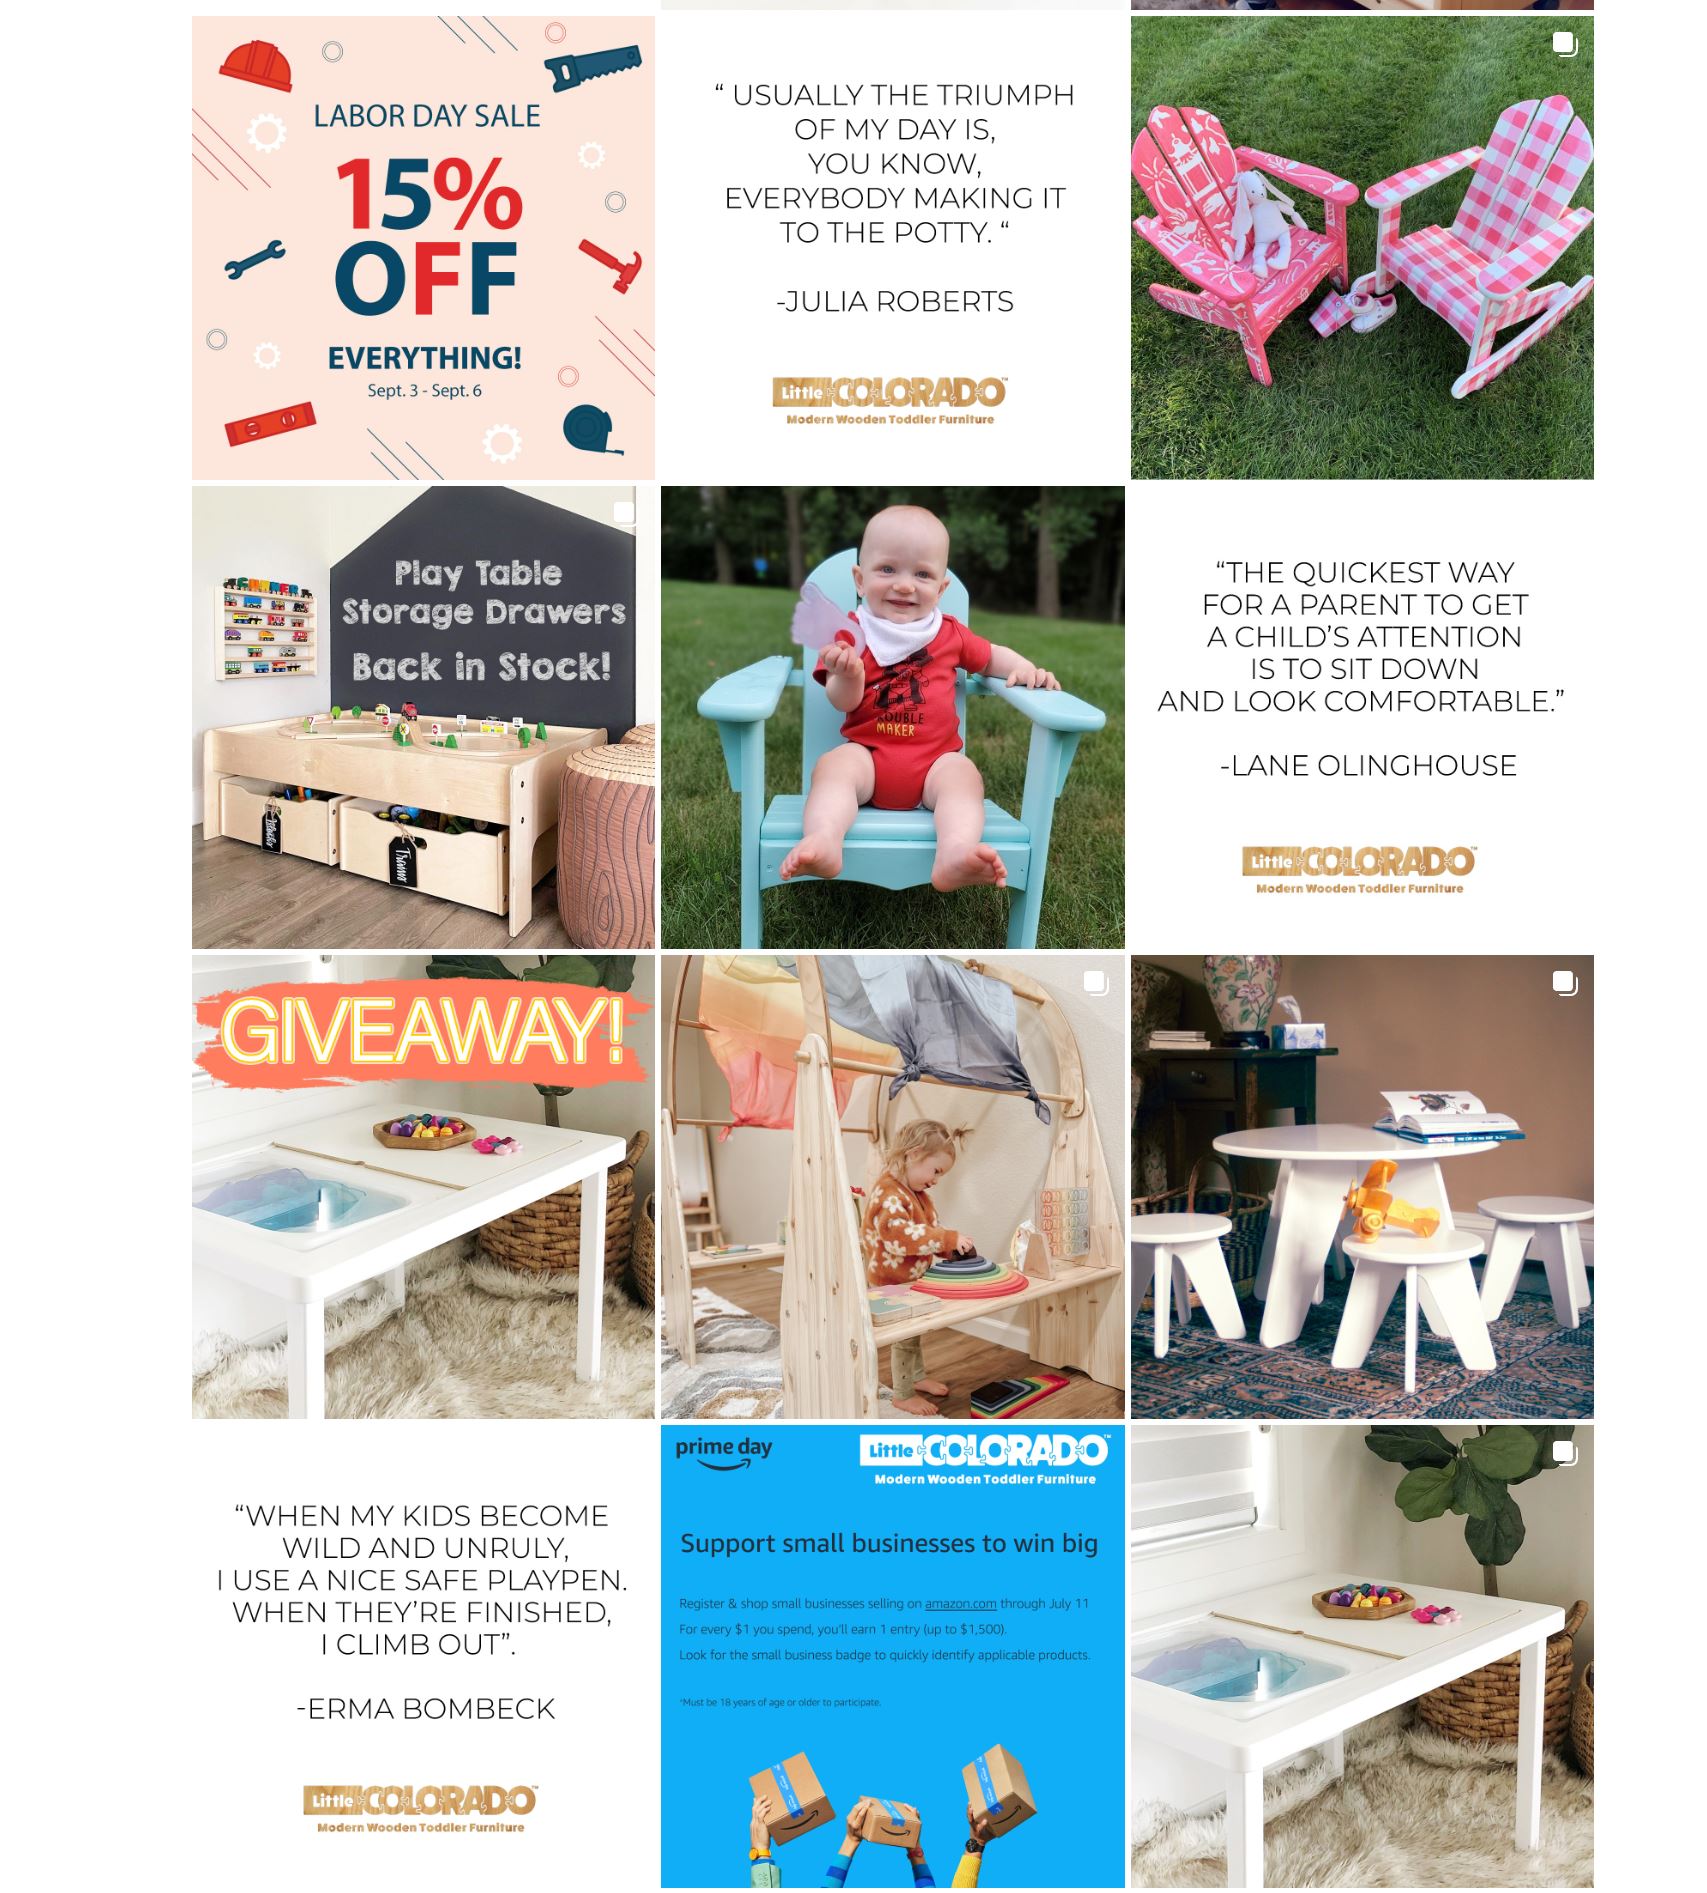 LABOR DAY SALE
15%
OFF
EVERYTHING!
Sept. 3 - Sept. 6
“ USUALLY THE TRIUMPH
OF MY DAY IS,
YOU KNOW,
EVERYBODY MAKING IT
TO THE POTTY. “
-JULIA ROBERTS
Little COLORADO™
Modern Wooden Toddler Furniture
Play Table
Storage Drawers
Back in Stock!
Blocks
Trains
TROUBLE
MAKER
“THE QUICKEST WAY
FOR A PARENT TO GET
A CHILD’S ATTENTION
IS TO SIT DOWN
AND LOOK COMFORTABLE.”
-LANE OLINGHOUSE
Little COLORADO™
Modern Wooden Toddler Furniture
GIVEAWAY!
“WHEN MY KIDS BECOME
WILD AND UNRULY,
I USE A NICE SAFE PLAYPEN.
WHEN THEY’RE FINISHED,
I CLIMB OUT”.
-ERMA BOMBECK
Little COLORADO™
Modern Wooden Toddler Furniture
prime day
Little COLORADO™
Modern Wooden Toddler Furniture
Support small businesses to win big
Register & shop small businesses selling on amazon.com through July 11
For every $1 you spend, you’ll earn 1 entry (up to $1,500).
Look for the small business badge to quickly identify applicable products.
*Must be 18 years of age or older to participate.